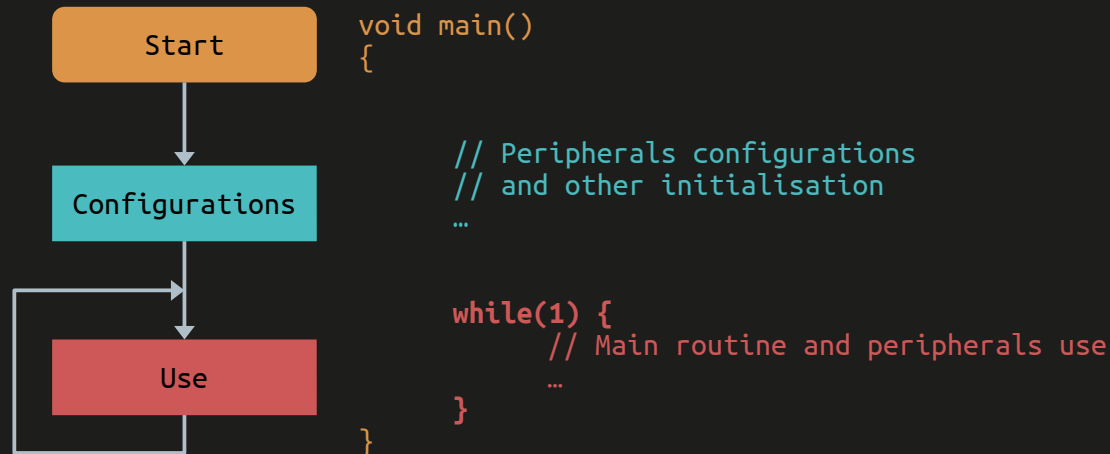 Start
Configurations
Use
void main()
{
// Peripherals configurations
// and other initialisation
…
while(1) {
// Main routine and peripherals use
…
}
}